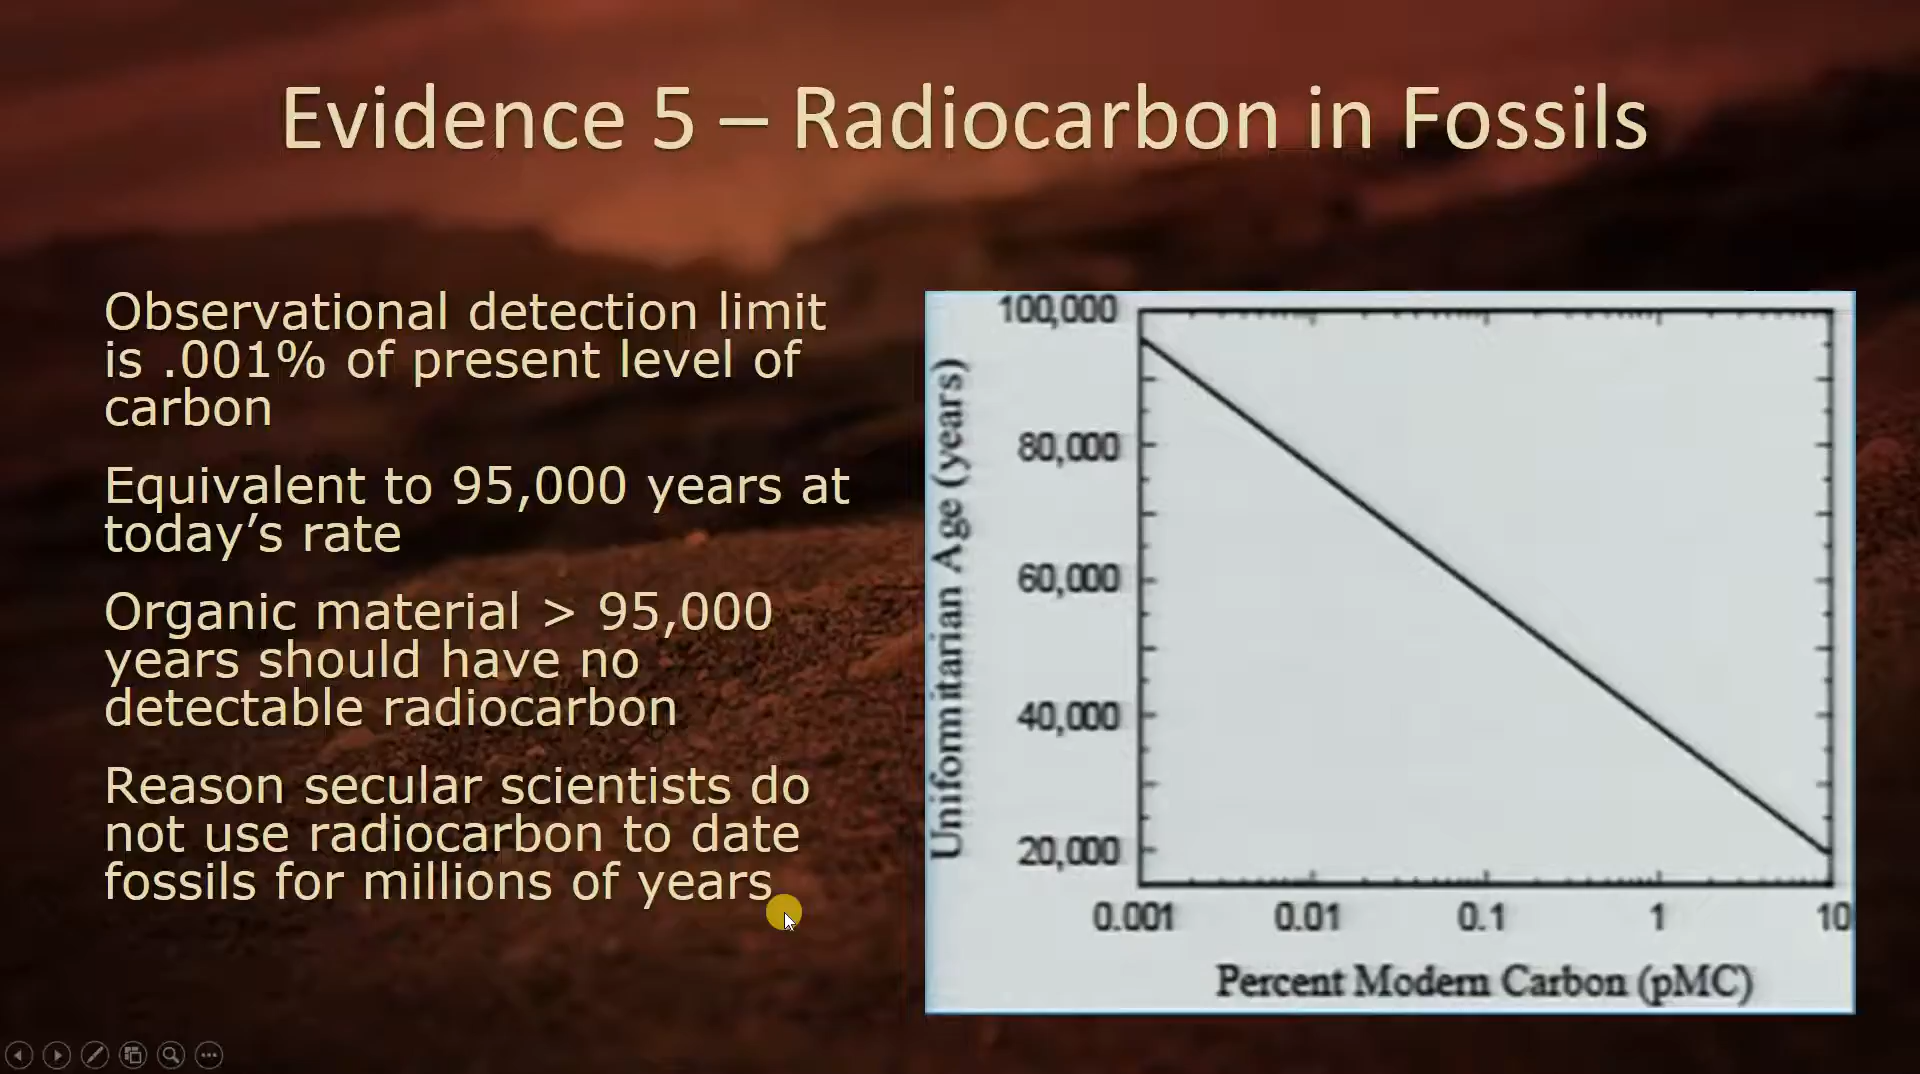 Evidence 5 – Radiocarbon in Fossils
Observational detection limit
is .001% of present level of
carbon
Equivalent to 95,000 years at
today’s rate
Organic material > 95,000
years should have no
detectable radiocarbon
Reason secular scientists do
not use radiocarbon to date
fossils for millions of years
Uniformitarian Age (years)
100,000
80,000
60,000
40,000
20,000
0.001 0.01 0.1 1 10
Percent Modern Carbon (pMC)